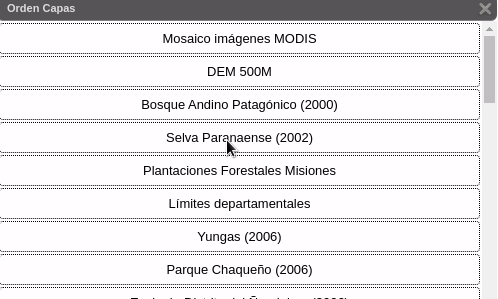 Orden Capas
Mosaico imágenes MODIS
DEM 500M
Bosque Andino Patagónico (2000)
Selva Paranaense (2002)
Plantaciones Forestales Misiones
Límites departamentales
Yungas (2006)
Parque Chaqueño (2006)